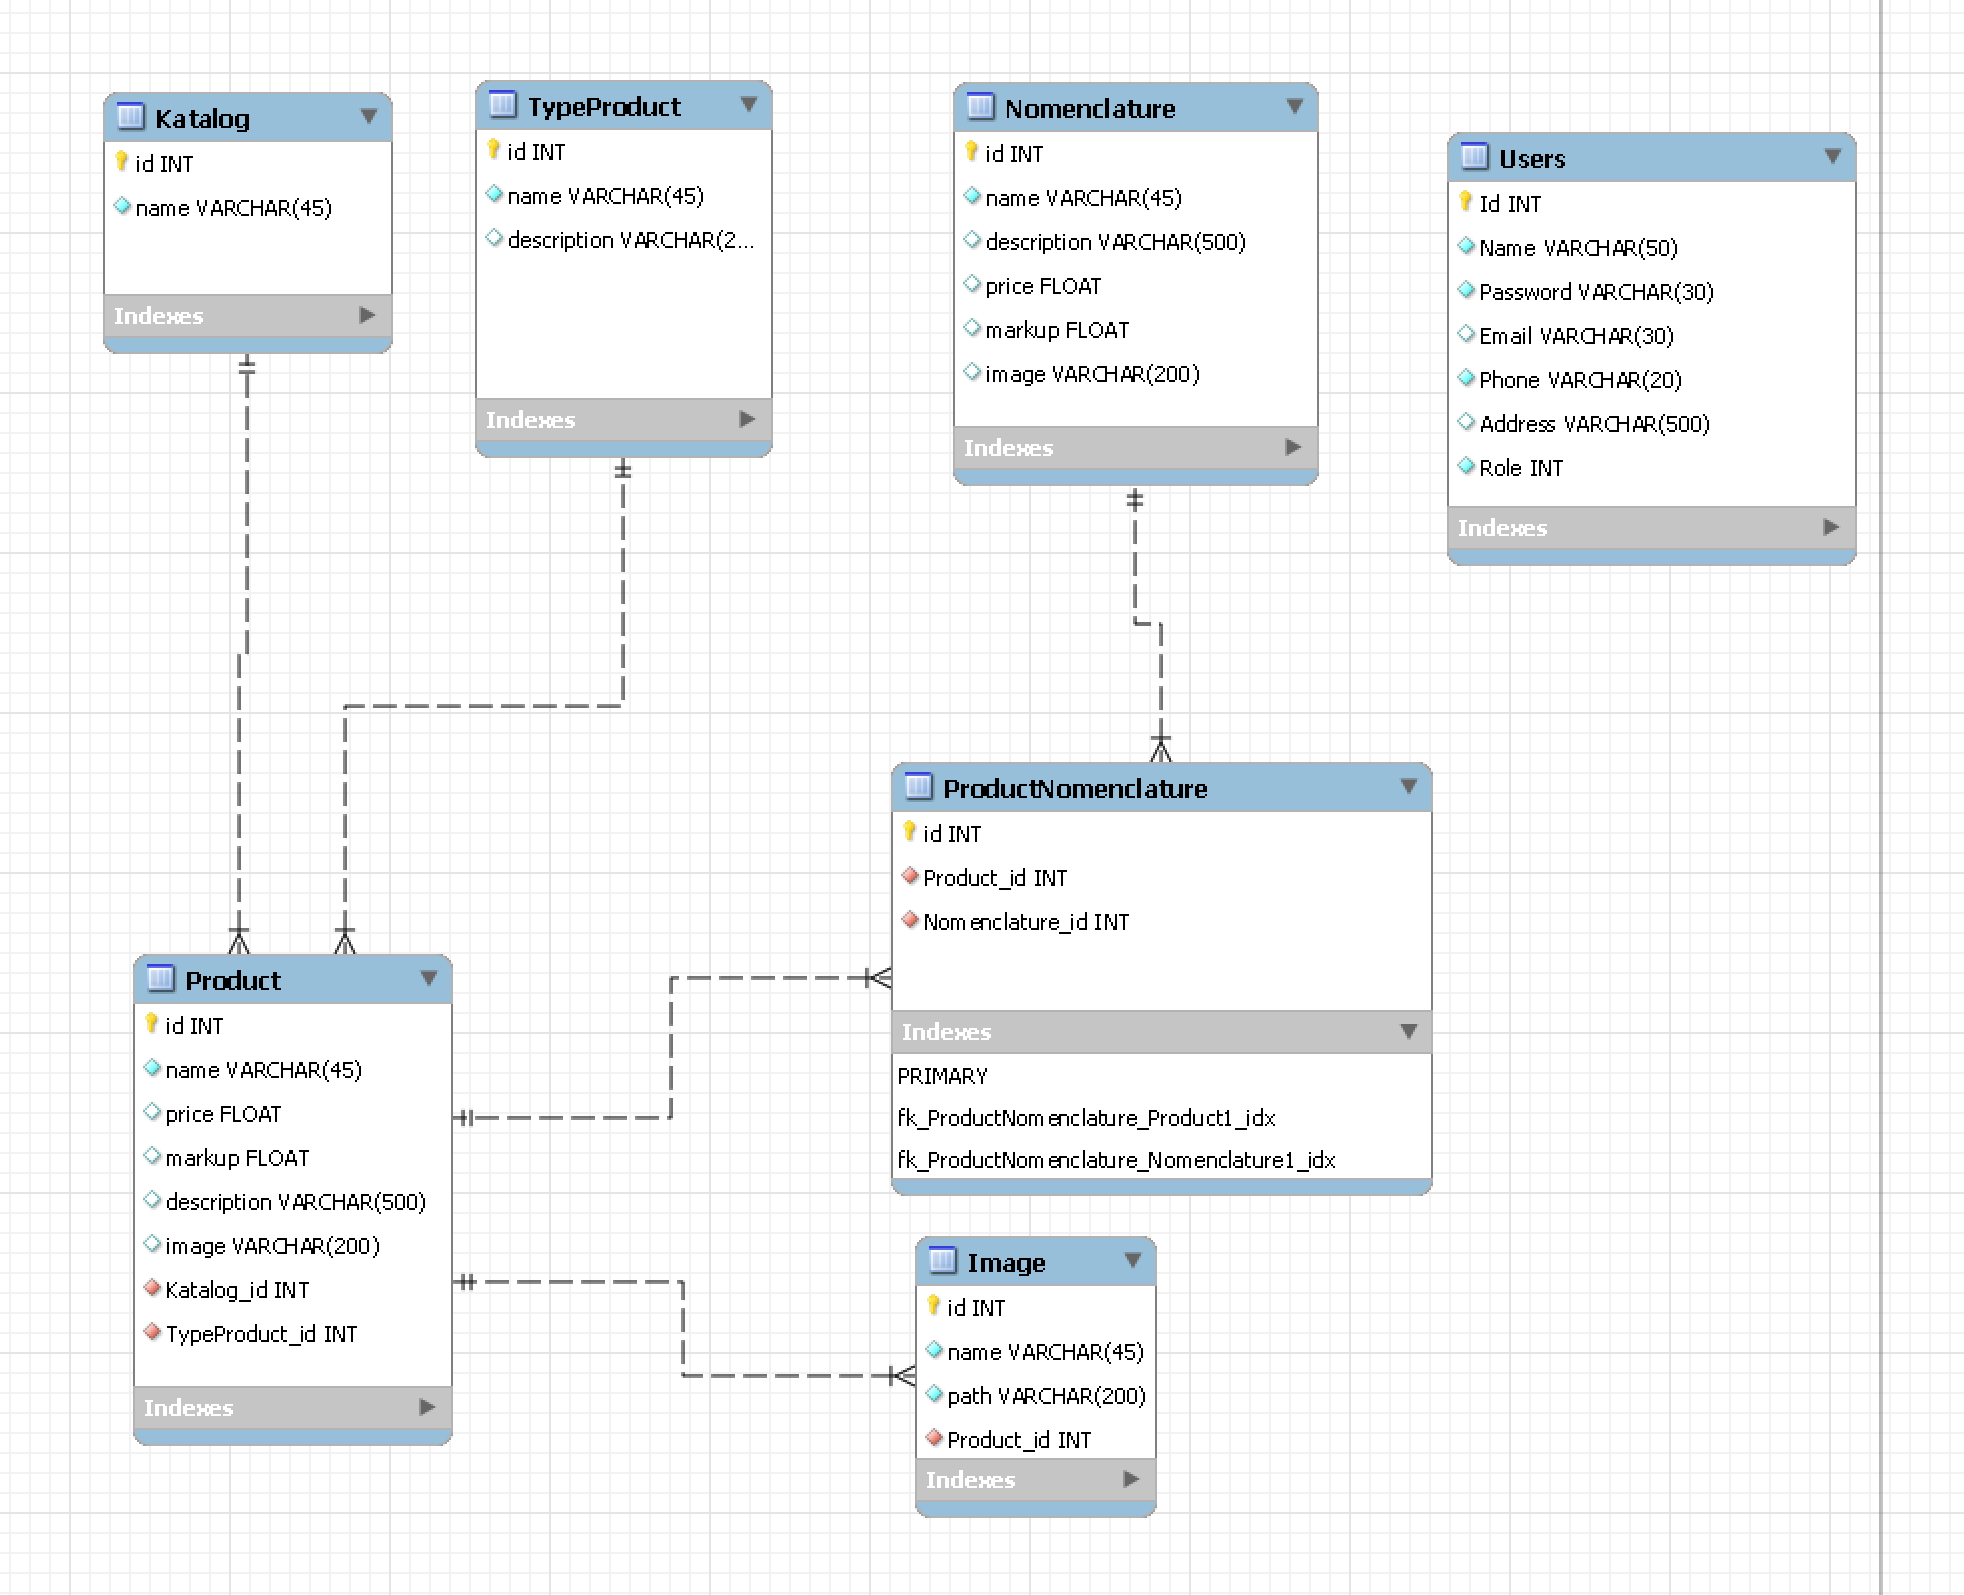 Katalog
id INT
name VARCHAR(45)
Indexes
TypeProduct
id INT
name VARCHAR(45)
description VARCHAR(2...
Indexes
Nomenclature
id INT
name VARCHAR(45)
description VARCHAR(500)
price FLOAT
markup FLOAT
image VARCHAR(200)
Indexes
Users
Id INT
Name VARCHAR(50)
Password VARCHAR(30)
Email VARCHAR(30)
Phone VARCHAR(20)
Address VARCHAR(500)
Role INT
Indexes
ProductNomenclature
id INT
Product_id INT
Nomenclature_id INT
Indexes
PRIMARY
fk_ProductNomenclature_Product1_idx
fk_ProductNomenclature_Nomenclature1_idx
Product
id INT
name VARCHAR(45)
price FLOAT
markup FLOAT
description VARCHAR(500)
image VARCHAR(200)
Katalog_id INT
TypeProduct_id INT
Indexes
Image
id INT
name VARCHAR(45)
path VARCHAR(200)
Product_id INT
Indexes